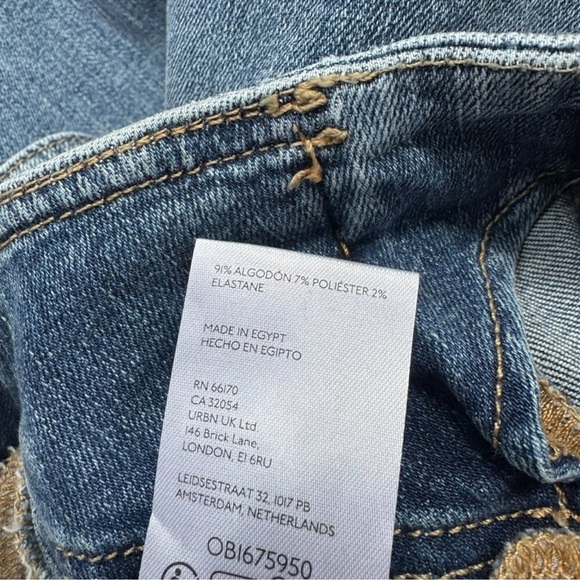 91% ALGODÓN 7% POLIÉSTER 2%
ELASTANE
MADE IN EGYPT
HECHO EN EGIPTO
RN 66170
CA 32054
URBN UK Ltd
146 Brick Lane,
LONDON, E1 6RU
LEIDSESTRAAT 32, 1017 PB
AMSTERDAM, NETHERLANDS
OB1675950